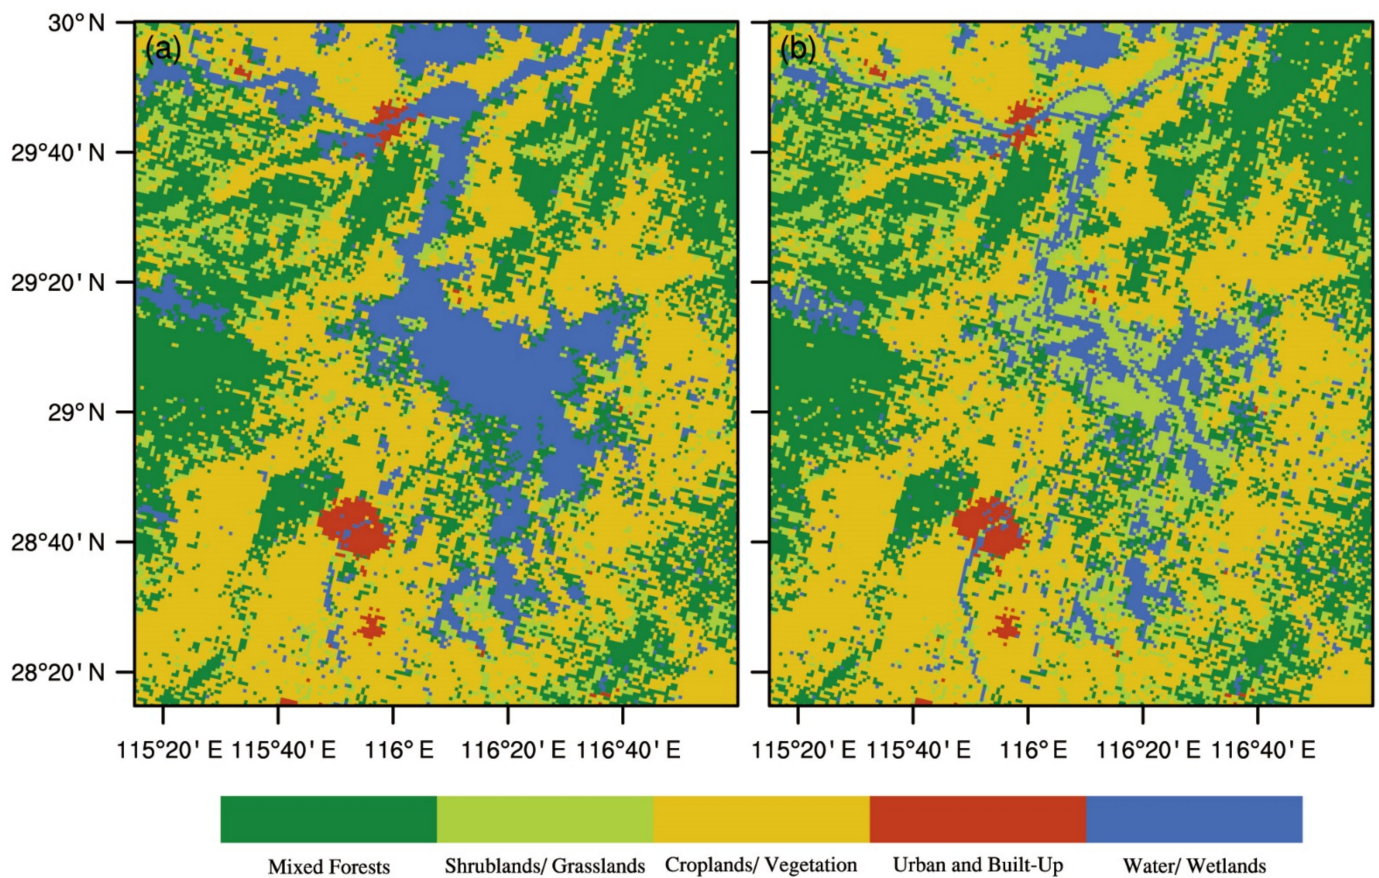 (a)
(b)
30°N
29°40' N
29°20' N
29°N
28°40' N
28°20' N
115°20' E 115°40' E 116°E 116°20' E 116°40' E
115°20' E 115°40' E 116°E 116°20' E 116°40' E
Mixed Forests Shrublands/ Grasslands Croplands/ Vegetation Urban and Built-Up Water/ Wetlands